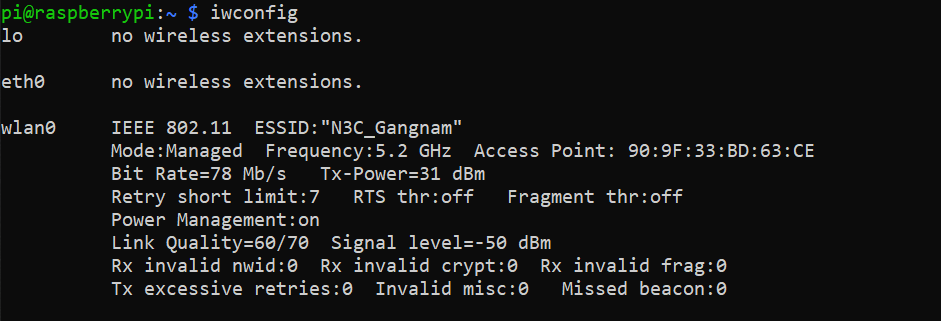 pi@raspberrypi:~ $ iwconfig
lo        no wireless extensions.
eth0      no wireless extensions.
wlan0     IEEE 802.11  ESSID:"N3C_Gangnam"
          Mode:Managed  Frequency:5.2 GHz  Access Point: 90:9F:33:BD:63:CE
          Bit Rate=78 Mb/s   Tx-Power=31 dBm
          Retry short limit:7   RTS thr:off   Fragment thr:off
          Power Management:on
          Link Quality=60/70  Signal level=-50 dBm
          Rx invalid nwid:0  Rx invalid crypt:0  Rx invalid frag:0
          Tx excessive retries:0  Invalid misc:0   Missed beacon:0